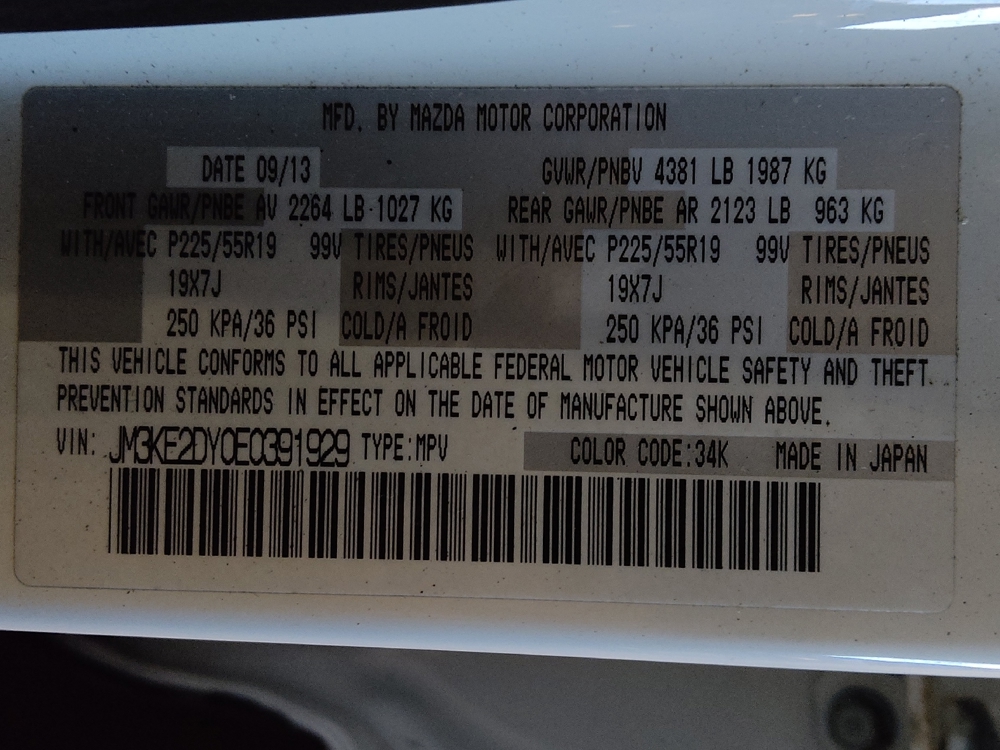 MFD. BY MAZDA MOTOR CORPORATION
DATE 09/13 GVWR/PNBV 4381 LB 1987 KG
FRONT GAWR/PNBE AV 2264 LB 1027 KG REAR GAWR/PNBE AR 2123 LB 963 KG
WITH/AVEC P225/55R19 99V TIRES/PNEUS WITH/AVEC P225/55R19 99V TIRES/PNEUS
19X7J RIMS/JANTES 19X7J RIMS/JANTES
250 KPA/36 PSI COLD/A FROID 250 KPA/36 PSI COLD/A FROID
THIS VEHICLE CONFORMS TO ALL APPLICABLE FEDERAL MOTOR VEHICLE SAFETY AND THEFT
PREVENTION STANDARDS IN EFFECT ON THE DATE OF MANUFACTURE SHOWN ABOVE.
VIN: JM3KE2DY0E0391929 TYPE:MPV COLOR CODE:34K MADE IN JAPAN